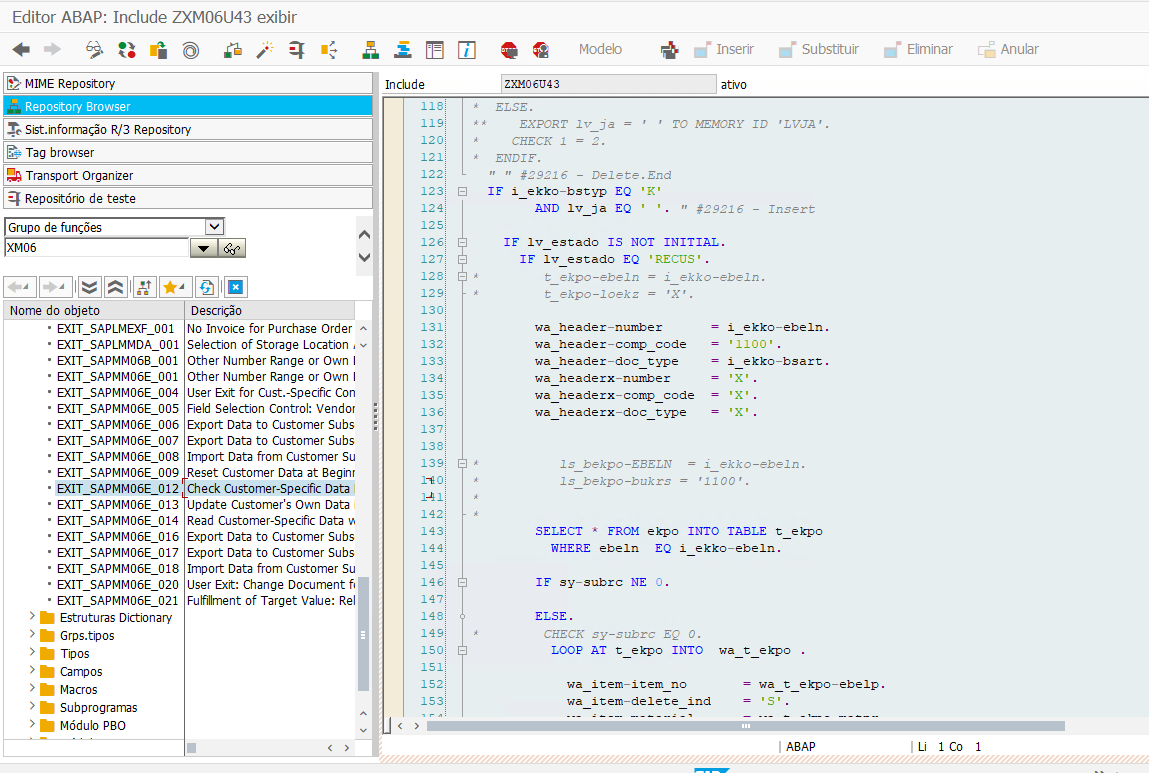 Editor ABAP: Include ZXM06U43 exibir
Modelo
Inserir
Substituir
Eliminar
Anular
MIME Repository
Repository Browser
Sist.informação R/3 Repository
Tag browser
Transport Organizer
Repositório de teste
Grupo de funções
XM06
Nome do objeto Descrição
EXIT_SAPLMEXF_001 No Invoice for Purchase Order
EXIT_SAPLMMDA_001 Selection of Storage Location
EXIT_SAPMM06B_001 Other Number Range or Own
EXIT_SAPMM06E_001 Other Number Range or Own
EXIT_SAPMM06E_004 User Exit for Cust.-Specific Con
EXIT_SAPMM06E_005 Field Selection Control: Vendor
EXIT_SAPMM06E_006 Export Data to Customer Subs
EXIT_SAPMM06E_007 Export Data to Customer Subs
EXIT_SAPMM06E_008 Import Data from Customer Su
EXIT_SAPMM06E_009 Reset Customer Data at Beginn
EXIT_SAPMM06E_012 Check Customer-Specific Data
EXIT_SAPMM06E_013 Update Customer's Own Data
EXIT_SAPMM06E_014 Read Customer-Specific Data w
EXIT_SAPMM06E_016 Export Data to Customer Subs
EXIT_SAPMM06E_017 Export Data to Customer Subs
EXIT_SAPMM06E_018 Import Data from Customer Su
EXIT_SAPMM06E_020 User Exit: Change Document fo
EXIT_SAPMM06E_021 Fulfillment of Target Value: Rel
Estruturas Dictionary
Grps.tipos
Tipos
Campos
Macros
Subprogramas
Módulo PBO
Include ZXM06U43 ativo
118 * ELSE.
119 ** EXPORT lv_ja = ' ' TO MEMORY ID 'LVJA'.
120 * CHECK 1 = 2.
121 * ENDIF.
122 " " #29216 - Delete.End
123 IF i_ekko-bstyp EQ 'K'
124 AND lv_ja EQ ' '. " #29216 - Insert
125
126 IF lv_estado IS NOT INITIAL.
127 IF lv_estado EQ 'RECUS'.
128 * t_ekpo-ebeln = i_ekko-ebeln.
129 * t_ekpo-loekz = 'X'.
130
131 wa_header-number = i_ekko-ebeln.
132 wa_header-comp_code = '1100'.
133 wa_header-doc_type = i_ekko-bsart.
134 wa_headerx-number = 'X'.
135 wa_headerx-comp_code = 'X'.
136 wa_headerx-doc_type = 'X'.
137
138
139 * ls_bekpo-EBELN = i_ekko-ebeln.
140 * ls_bekpo-bukrs = '1100'.
141 *
142 *
143 SELECT * FROM ekpo INTO TABLE t_ekpo
144 WHERE ebeln EQ i_ekko-ebeln.
145
146 IF sy-subrc NE 0.
147
148 ELSE.
149 * CHECK sy-subrc EQ 0.
150 LOOP AT t_ekpo INTO wa_t_ekpo .
151
152 wa_item-item_no = wa_t_ekpo-ebelp.
153 wa_item-delete_ind = 'S'.
ABAP
Li 1 Co 1